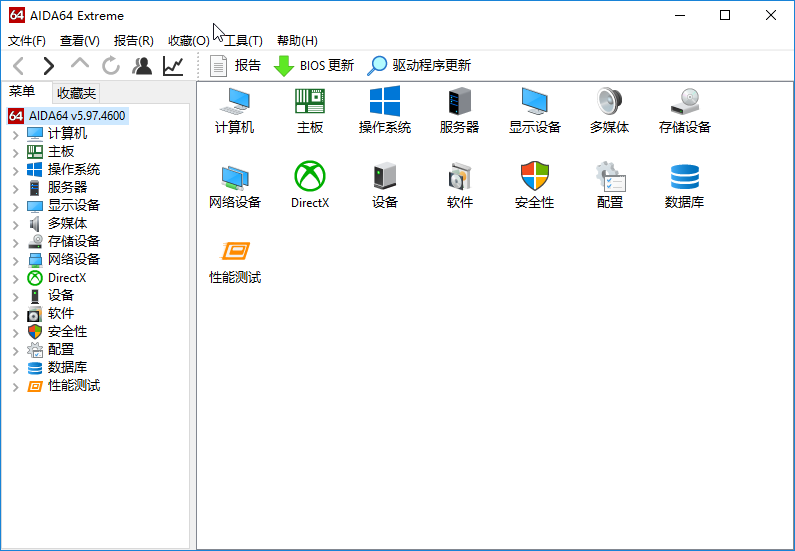 64 AIDA64 Extreme
文件(F) 查看(V) 报告(R) 收藏(O) 工具(T) 帮助(H)
报告 BIOS 更新 驱动程序更新
菜单 收藏夹
64 AIDA64 v5.97.4600
计算机
主板
操作系统
服务器
显示设备
多媒体
存储设备
网络设备
DirectX
设备
软件
安全性
配置
数据库
性能测试
计算机 主板 操作系统 服务器 显示设备 多媒体 存储设备
网络设备 DirectX 设备 软件 安全性 配置 数据库
性能测试